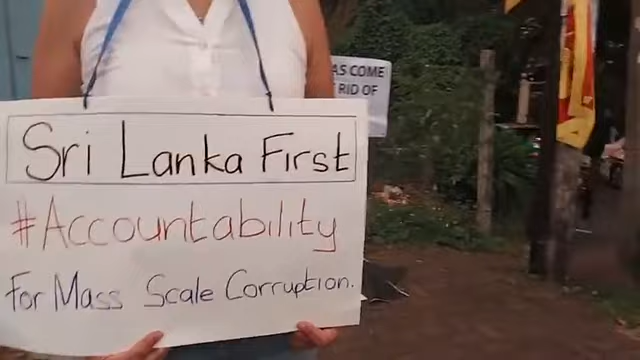 Sri Lanka First
#Accountability
For Mass Scale Corruption.
AS COME
RID OF